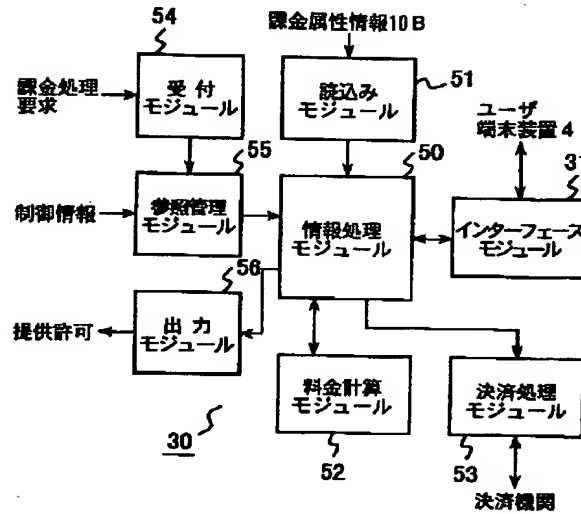 54
課金属性情報10B
課金処理
要求
受 付
モジュール
読込み
モジュール
51
ユーザ
端末装置4
55
50
31
制御情報
参照管理
モジュール
情報処理
モジュール
インターフェース
モジュール
56
提供許可
出 力
モジュール
料金計算
モジュール
決済処理
モジュール
30
52
53
決済機関